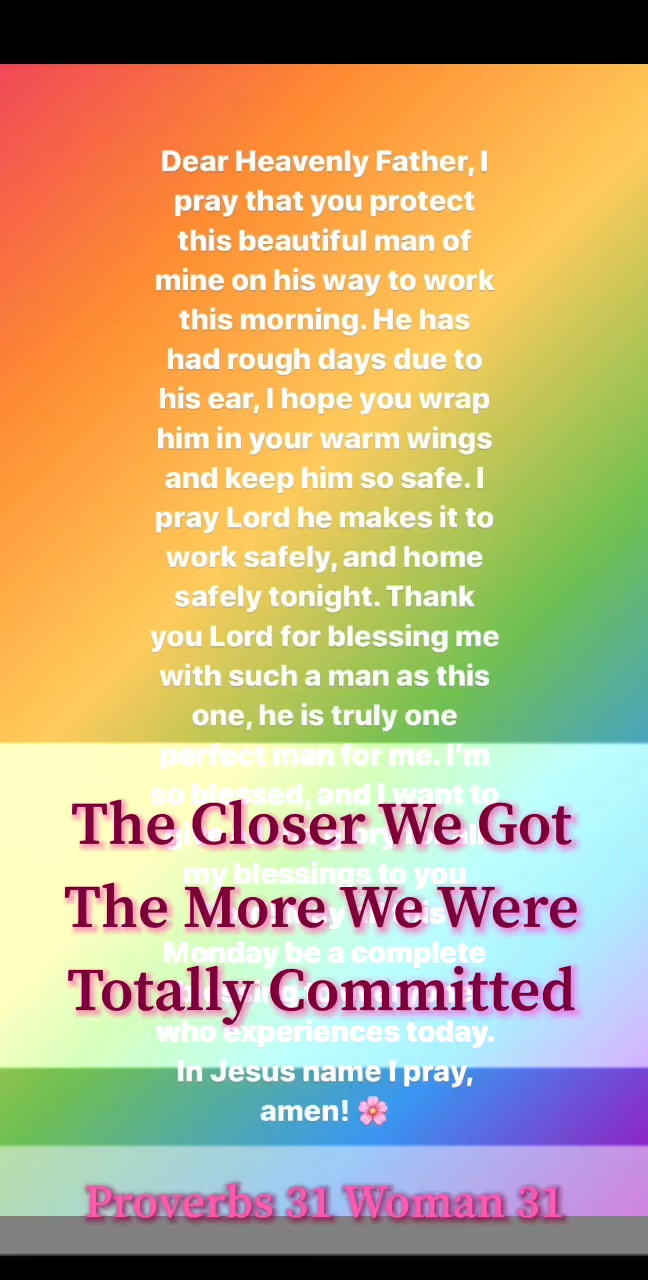 Dear Heavenly Father, I
pray that you protect
this beautiful man of
mine on his way to work
this morning. He has
had rough days due to
his ear, I hope you wrap
him in your warm wings
and keep him so safe. I
pray Lord he makes it to
work safely, and home
safely tonight. Thank
you Lord for blessing me
with such a man as this
one, he is truly one
perfect man for me. I'm
so blessed, and I want to
The Closer We Got
my blessings to you
The More We Were
Monday be a complete
Totally Committed
who experiences today.
In Jesus name I pray,
amen! 🌸
Proverbs 31 Woman 31